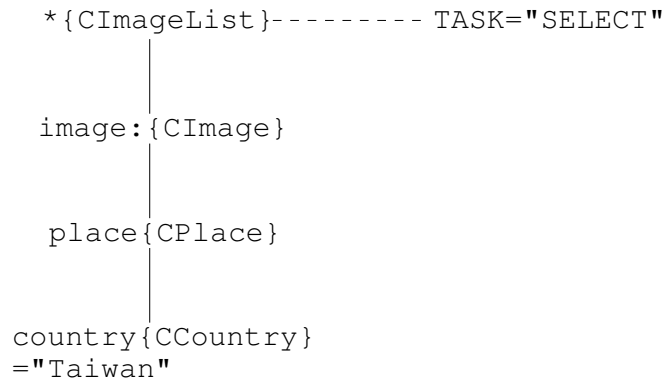 *{CImageList}--------- TASK="SELECT"
image:{CImage}
place{CPlace}
country{CCountry}
="Taiwan"